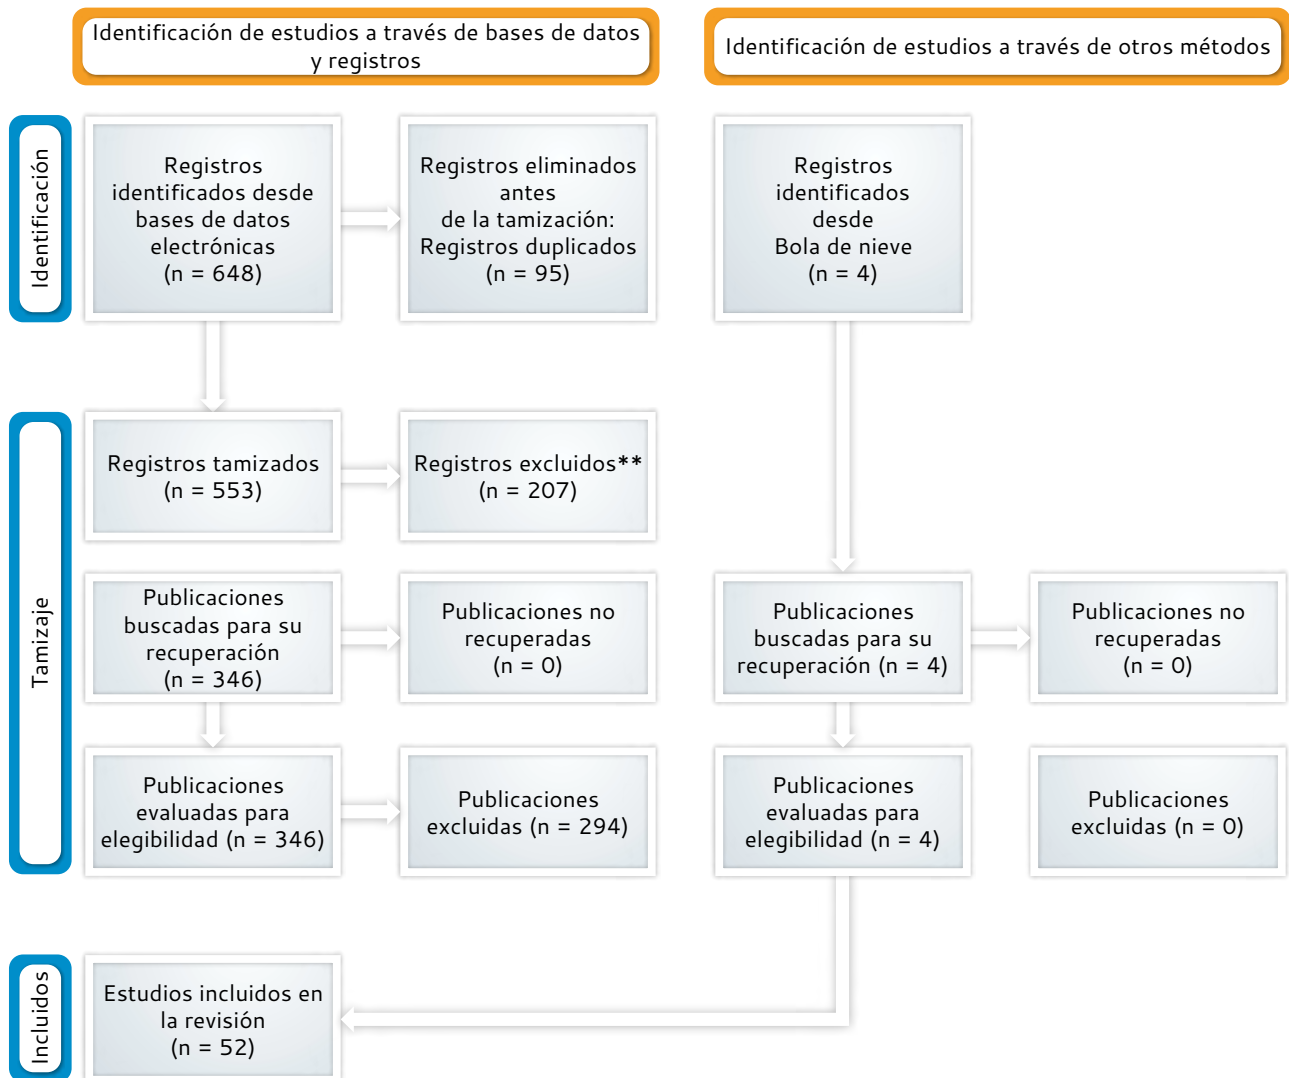 Identificación de estudios a través de bases de datos
y registros
Identificación de estudios a través de otros métodos
Identificación
Registros
identificados desde
bases de datos
electrónicas
(n = 648)
Registros eliminados
antes
de la tamización:
Registros duplicados
(n = 95)
Registros
identificados
desde
Bola de nieve
(n = 4)
Tamizaje
Registros tamizados
(n = 553)
Registros excluidos**
(n = 207)
Publicaciones
buscadas para su
recuperación
(n = 346)
Publicaciones no
recuperadas
(n = 0)
Publicaciones
buscadas para su
recuperación (n = 4)
Publicaciones no
recuperadas
(n = 0)
Publicaciones
evaluadas para
elegibilidad (n = 346)
Publicaciones
excluidas (n = 294)
Publicaciones
evaluadas para
elegibilidad (n = 4)
Publicaciones
excluidas (n = 0)
Incluidos
Estudios incluidos en
la revisión
(n = 52)